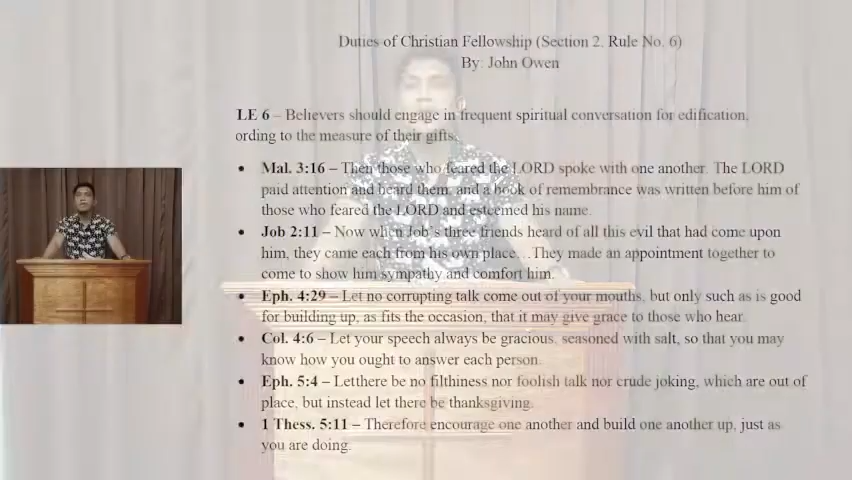 Duties of Christian Fellowship (Section 2, Rule No. 6)
By: John Owen
LE 6 – Believers should engage in frequent spiritual conversation for edification,
ording to the measure of their gifts.
• Mal. 3:16 – Then those who feared the LORD spoke with one another. The LORD
paid attention and heard them, and a book of remembrance was written before him of
those who feared the LORD and esteemed his name.
• Job 2:11 – Now when Job's three friends heard of all this evil that had come upon
him, they came each from his own place…They made an appointment together to
come to show him sympathy and comfort him.
• Eph. 4:29 – Let no corrupting talk come out of your mouths, but only such as is good
for building up, as fits the occasion, that it may give grace to those who hear.
• Col. 4:6 – Let your speech always be gracious, seasoned with salt, so that you may
know how you ought to answer each person.
• Eph. 5:4 – Letthere be no filthiness nor foolish talk nor crude joking, which are out of
place, but instead let there be thanksgiving.
• 1 Thess. 5:11 – Therefore encourage one another and build one another up, just as
you are doing.